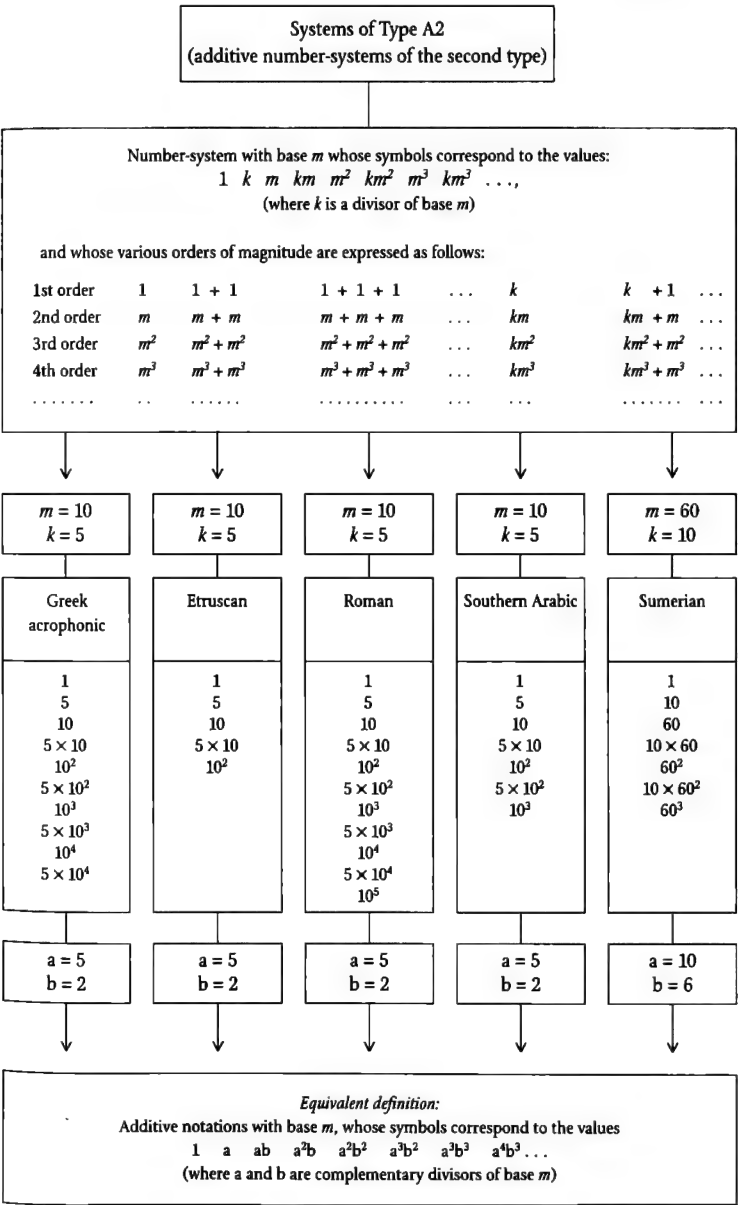 Systems of Type A2
(additive number-systems of the second type)
Number-system with base m whose symbols correspond to the values:
1 k m km m² km² m³ km³ ...,
(where k is a divisor of base m)
and whose various orders of magnitude are expressed as follows:
1st order 1 1 + 1 1 + 1 + 1 ... k k + 1 ...
2nd order m m + m m + m + m ... km km + m ...
3rd order m² m² + m² m² + m² + m² ... km² km² + m² ...
4th order m³ m³ + m³ m³ + m³ + m³ ... km³ km³ + m³ ...
....... .. ...... .......... ... ... ....... ...
m = 10 m = 10 m = 10 m = 10 m = 60
k = 5 k = 5 k = 5 k = 5 k = 10
Greek acrophonic
1
5
10
5 × 10
10²
5 × 10²
10³
5 × 10³
10⁴
5 × 10⁴
Etruscan
1
5
10
5 × 10
10²
Roman
1
5
10
5 × 10
10²
5 × 10²
10³
5 × 10³
10⁴
5 × 10⁴
10⁵
Southern Arabic
1
5
10
5 × 10
10²
5 × 10²
10³
Sumerian
1
10
60
10 × 60
60²
10 × 60²
60³
a = 5 a = 5 a = 5 a = 5 a = 10
b = 2 b = 2 b = 2 b = 2 b = 6
Equivalent definition:
Additive notations with base m, whose symbols correspond to the values
1 a ab a²b a²b² a³b² a³b³ a⁴b³ ...
(where a and b are complementary divisors of base m)